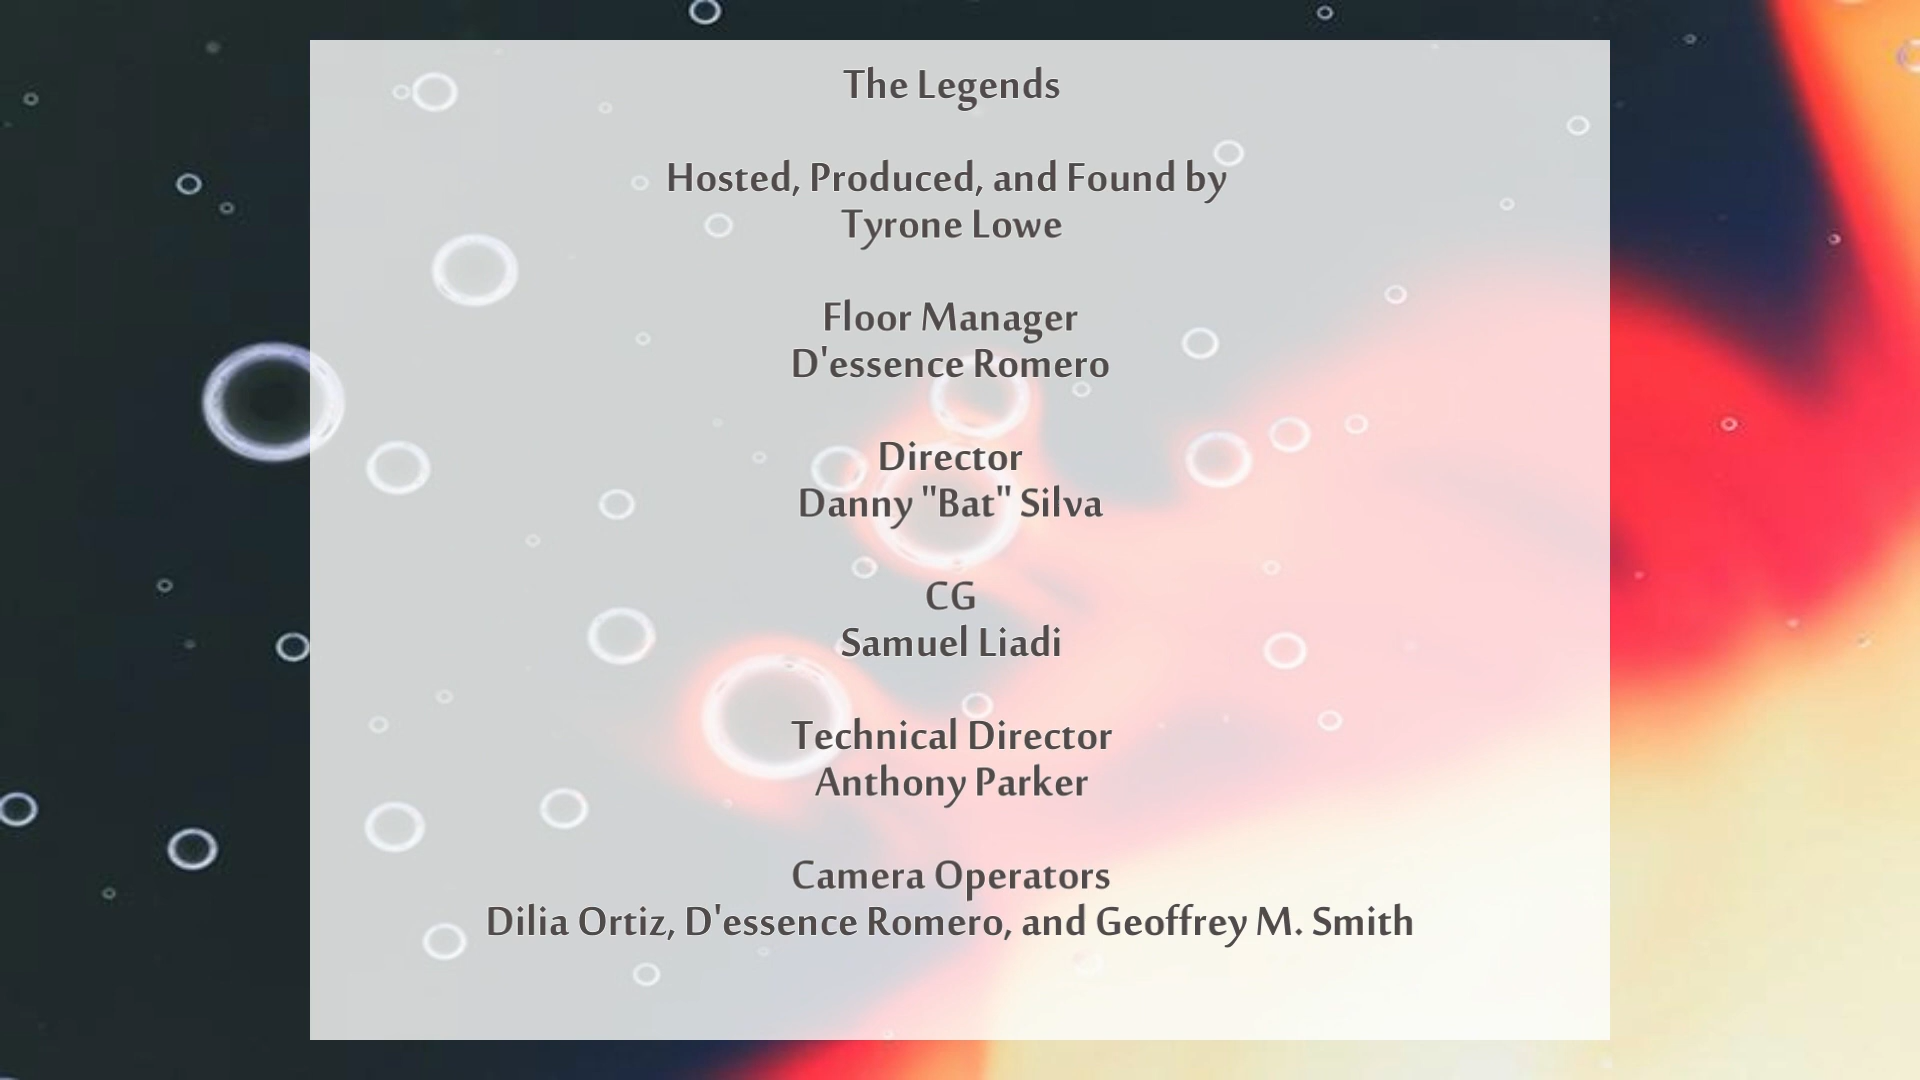 The Legends
Hosted, Produced, and Found by
Tyrone Lowe
Floor Manager
D'essence Romero
Director
Danny "Bat" Silva
CG
Samuel Liadi
Technical Director
Anthony Parker
Camera Operators
Dilia Ortiz, D'essence Romero, and Geoffrey M. Smith